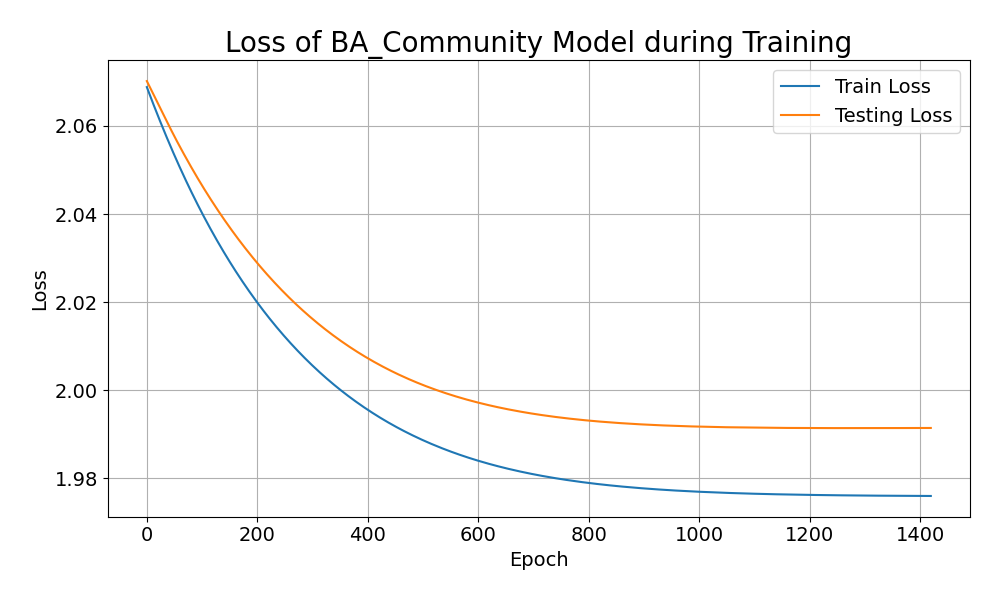 Loss of BA_Community Model during Training
Train Loss
Testing Loss
Loss
2.06
2.04
2.02
2.00
1.98
0 200 400 600 800 1000 1200 1400
Epoch